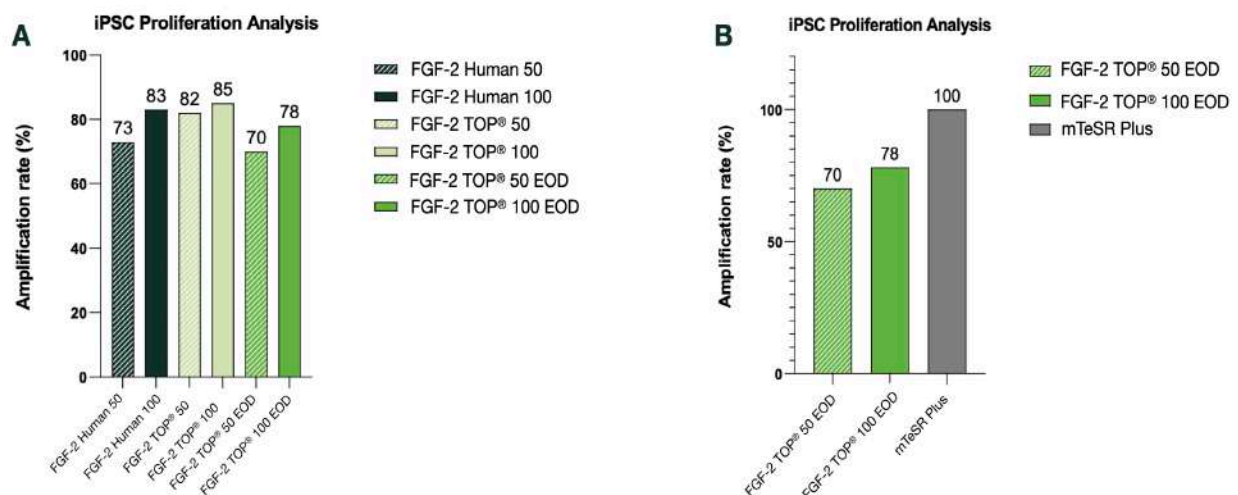 A
iPSC Proliferation Analysis
Amplification rate (%)
100
80
60
40
20
0
73
83
82
85
70
78
FGF-2 Human 50
FGF-2 Human 100
FGF-2 TOP® 50
FGF-2 TOP® 100
FGF-2 TOP® 50 EOD
FGF-2 TOP® 100 EOD
FGF-2 Human 50
FGF-2 Human 100
FGF-2 TOP® 50
FGF-2 TOP® 100
FGF-2 TOP® 50 EOD
FGF-2 TOP® 100 EOD
B
iPSC Proliferation Analysis
Amplification rate (%)
100
50
0
70
78
100
FGF-2 TOP® 50 EOD
FGF-2 TOP® 100 EOD
mTeSR Plus
FGF-2 TOP® 50 EOD
FGF-2 TOP® 100 EOD
mTeSR Plus